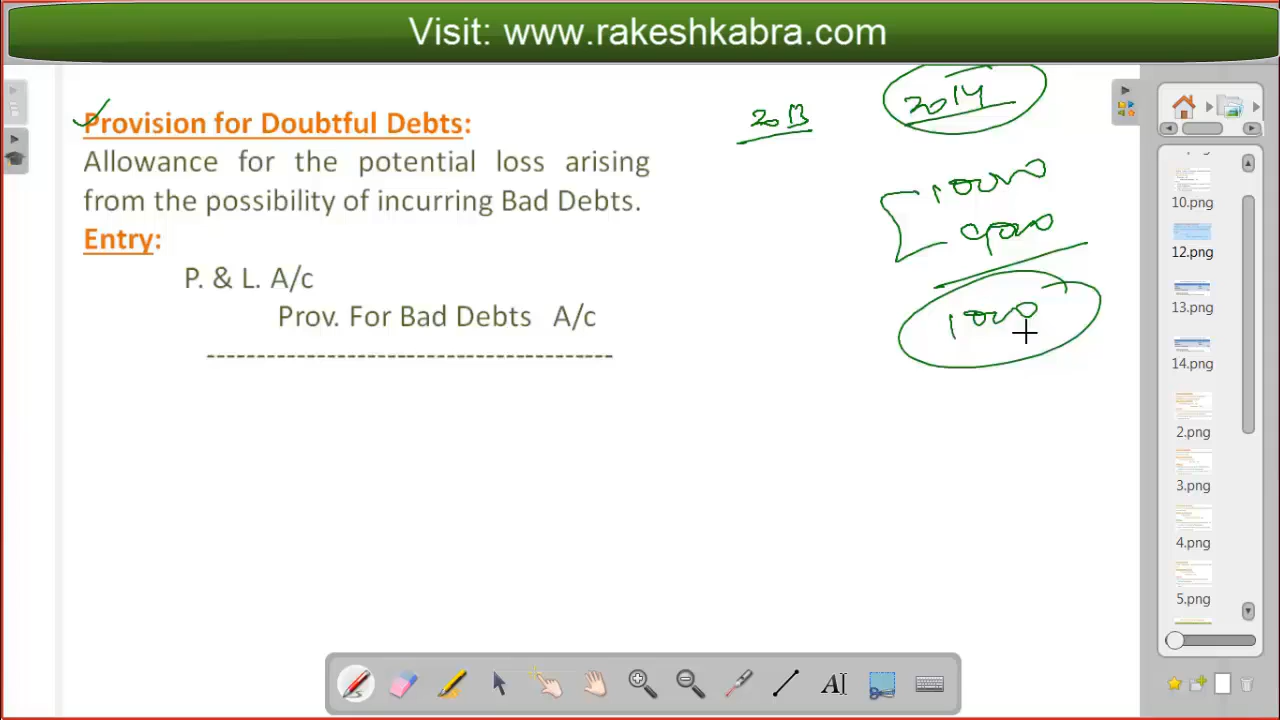 Visit: www.rakeshkabra.com
Provision for Doubtful Debts:
Allowance for the potential loss arising
from the possibility of incurring Bad Debts.
Entry:
P. & L. A/c
Prov. For Bad Debts A/c
---------------------------------------
2013
2014
10000
9000
1000
10.png
12.png
13.png
14.png
2.png
3.png
4.png
5.png